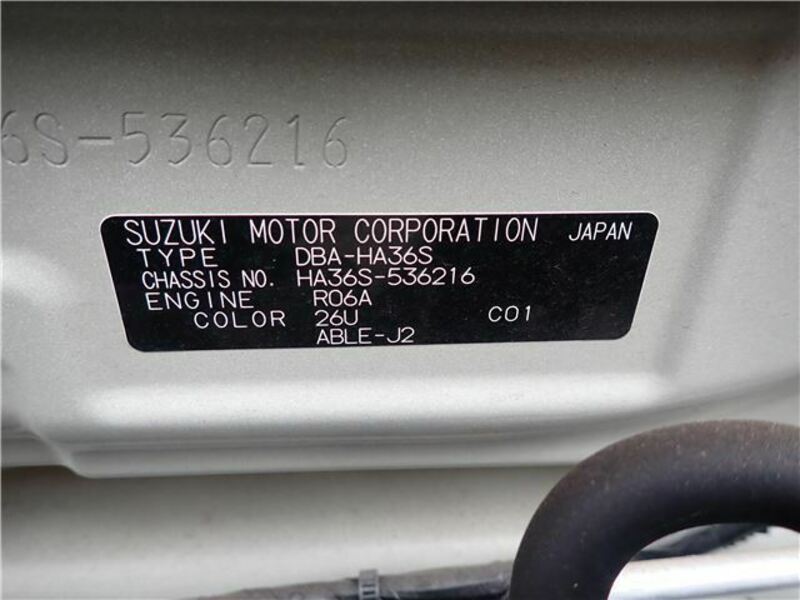 6S-536216
SUZUKI MOTOR CORPORATION JAPAN
TYPE DBA-HA36S
CHASSIS NO. HA36S-536216
ENGINE R06A
COLOR 26U C01
ABLE-J2